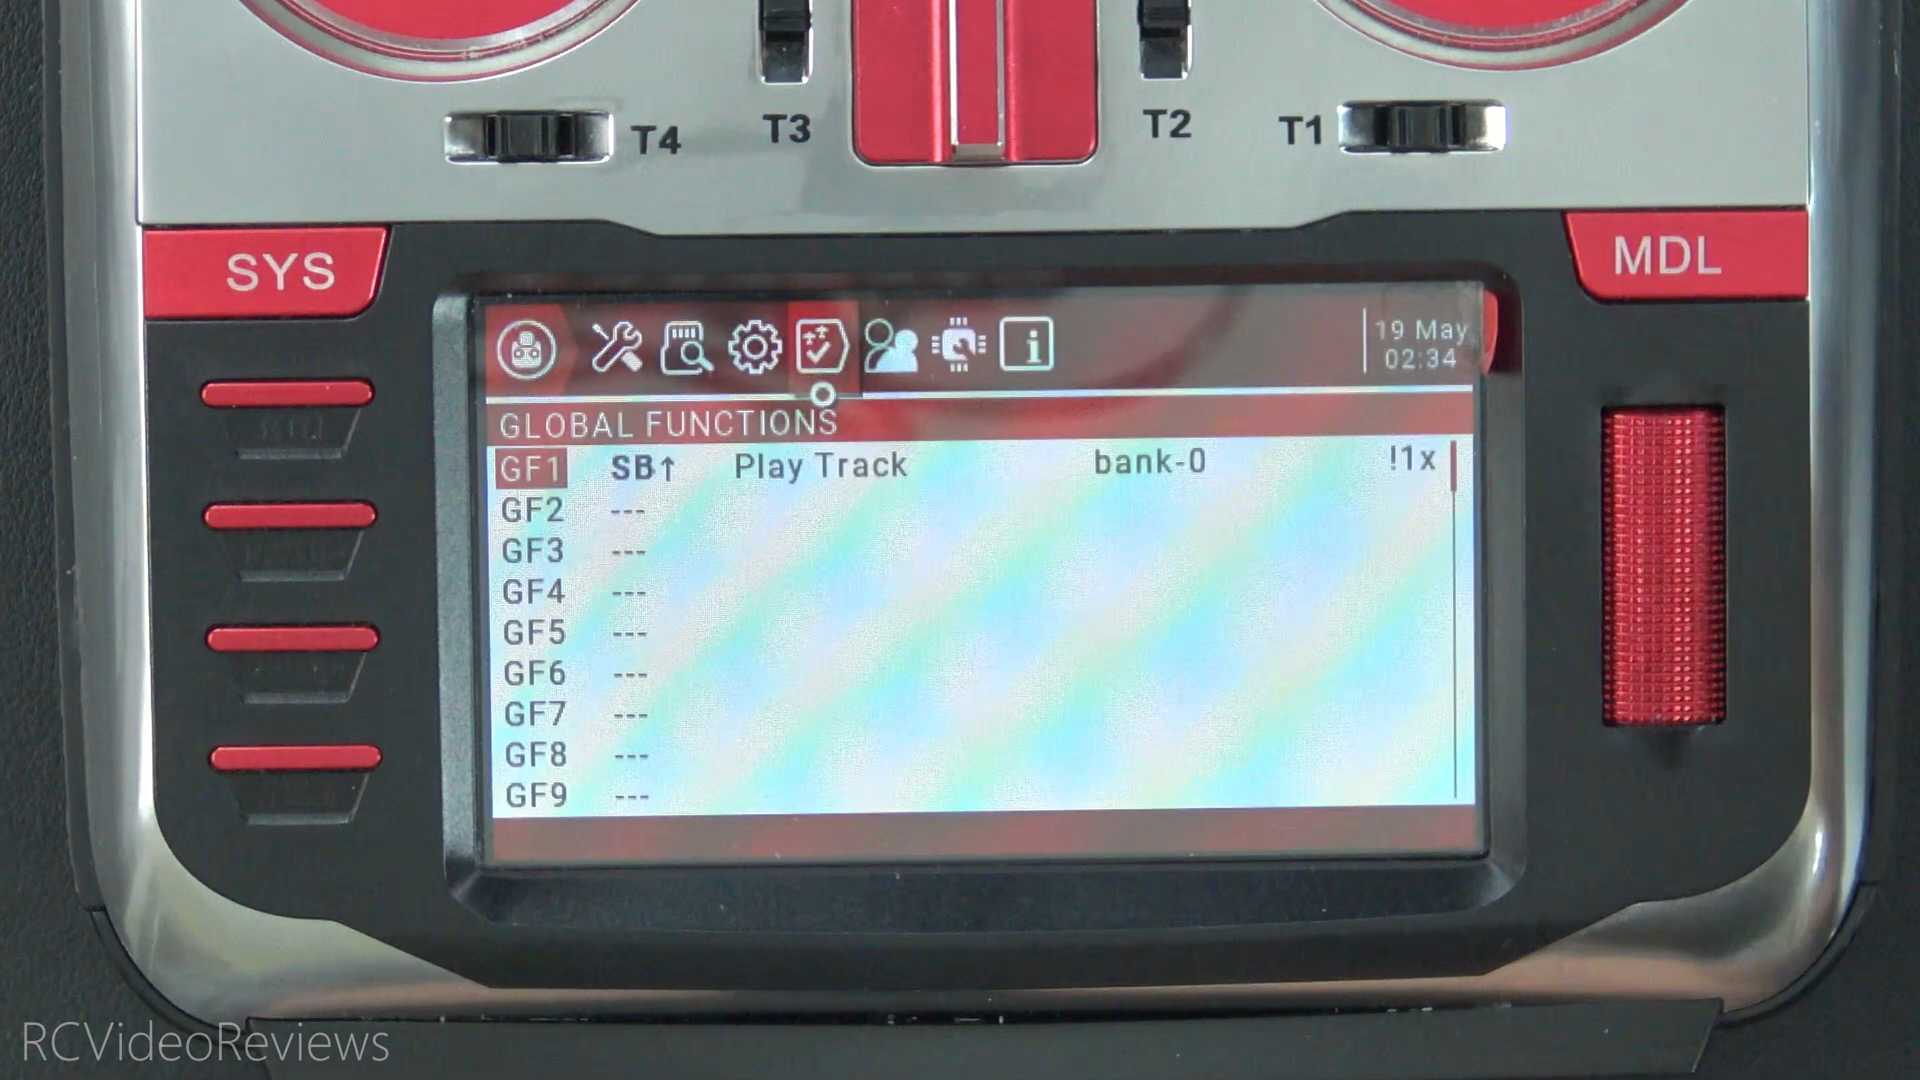 T4
T3
T2
T1
SYS
MDL
19 May
02:34
GLOBAL FUNCTIONS
GF1 SB↑ Play Track bank-0 !1x
GF2 ---
GF3 ---
GF4 ---
GF5 ---
GF6 ---
GF7 ---
GF8 ---
GF9 ---
RCVideoReviews